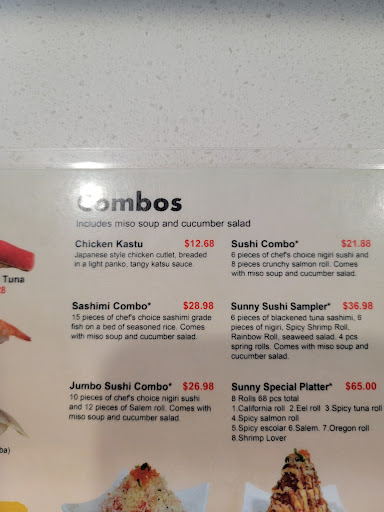 Combos
Includes miso soup and cucumber salad
Chicken Kastu $12.68
Japanese style chicken cutlet, breaded
in a light panko, tangy katsu sauce.
Sushi Combo* $21.88
6 pieces of chef's choice nigiri sushi and
8 pieces crunchy salmon roll. Comes
with miso soup and cucumber salad.
Tuna
Sashimi Combo* $28.98
15 pieces of chef's choice sashimi grade
fish on a bed of seasoned rice. Comes
with miso soup and cucumber salad.
Sunny Sushi Sampler* $36.98
6 pieces of blackened tuna sashimi, 6
pieces of nigiri, Spicy Shrimp Roll,
Rainbow Roll, seaweed salad. 4 pcs
spring rolls. Comes with miso soup and
cucumber salad.
Jumbo Sushi Combo* $26.98
10 pieces of chef's choice nigiri sushi
and 12 pieces of Salem roll. Comes with
miso soup and cucumber salad.
Sunny Special Platter* $65.00
8 Rolls 68 pcs total
1.California roll 2.Eel roll 3.Spicy tuna roll
4.Spicy salmon roll
5.Spicy escolar 6.Salem. 7.Oregon roll
8.Shrimp Lover